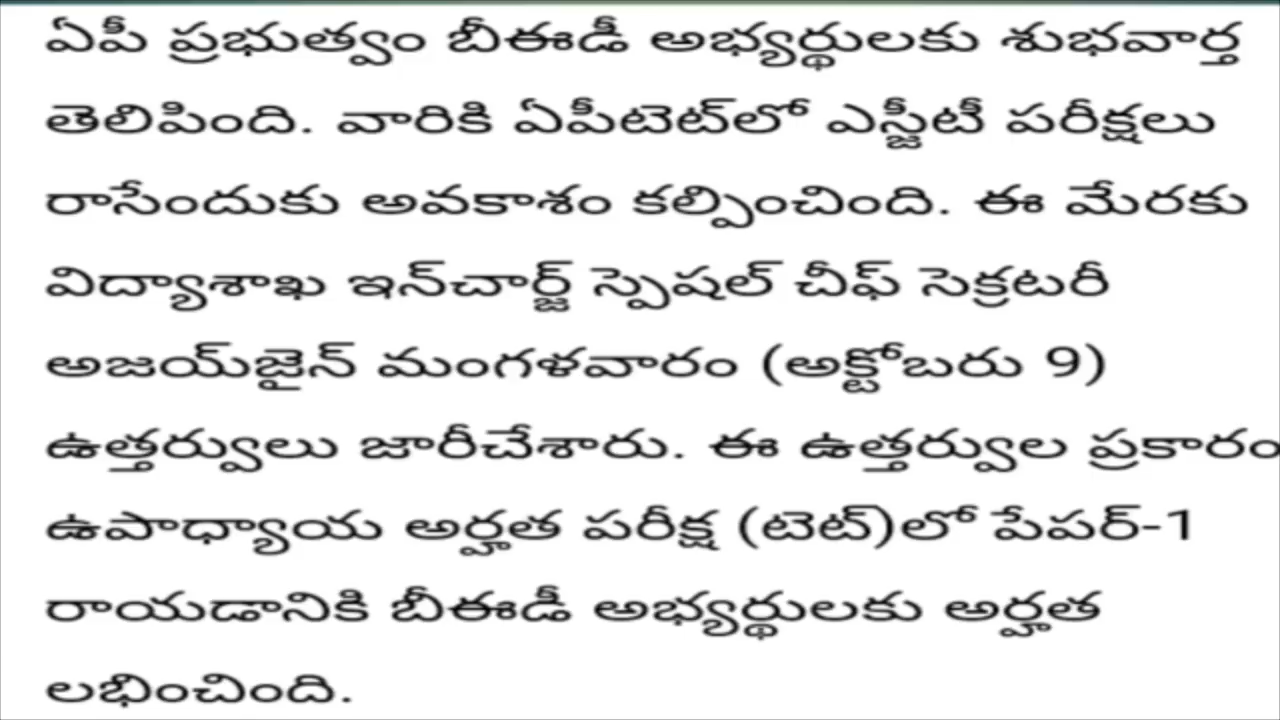 ఏపీ ప్రభుత్వం బీఈడీ అభ్యర్థులకు శుభవార్త
తెలిపింది. వారికి ఏపీటెట్‌లో ఎస్జీటీ పరీక్షలు
రాసేందుకు అవకాశం కల్పించింది. ఈ మేరకు
విద్యాశాఖ ఇన్‌చార్జ్ స్పెషల్ చీఫ్ సెక్రటరీ
అజయ్‌జైన్ మంగళవారం (అక్టోబరు 9)
ఉత్తర్వులు జారీచేశారు. ఈ ఉత్తర్వుల ప్రకారం
ఉపాధ్యాయ అర్హత పరీక్ష (టెట్)లో పేపర్-1
రాయడానికి బీఈడీ అభ్యర్థులకు అర్హత
లభించింది.